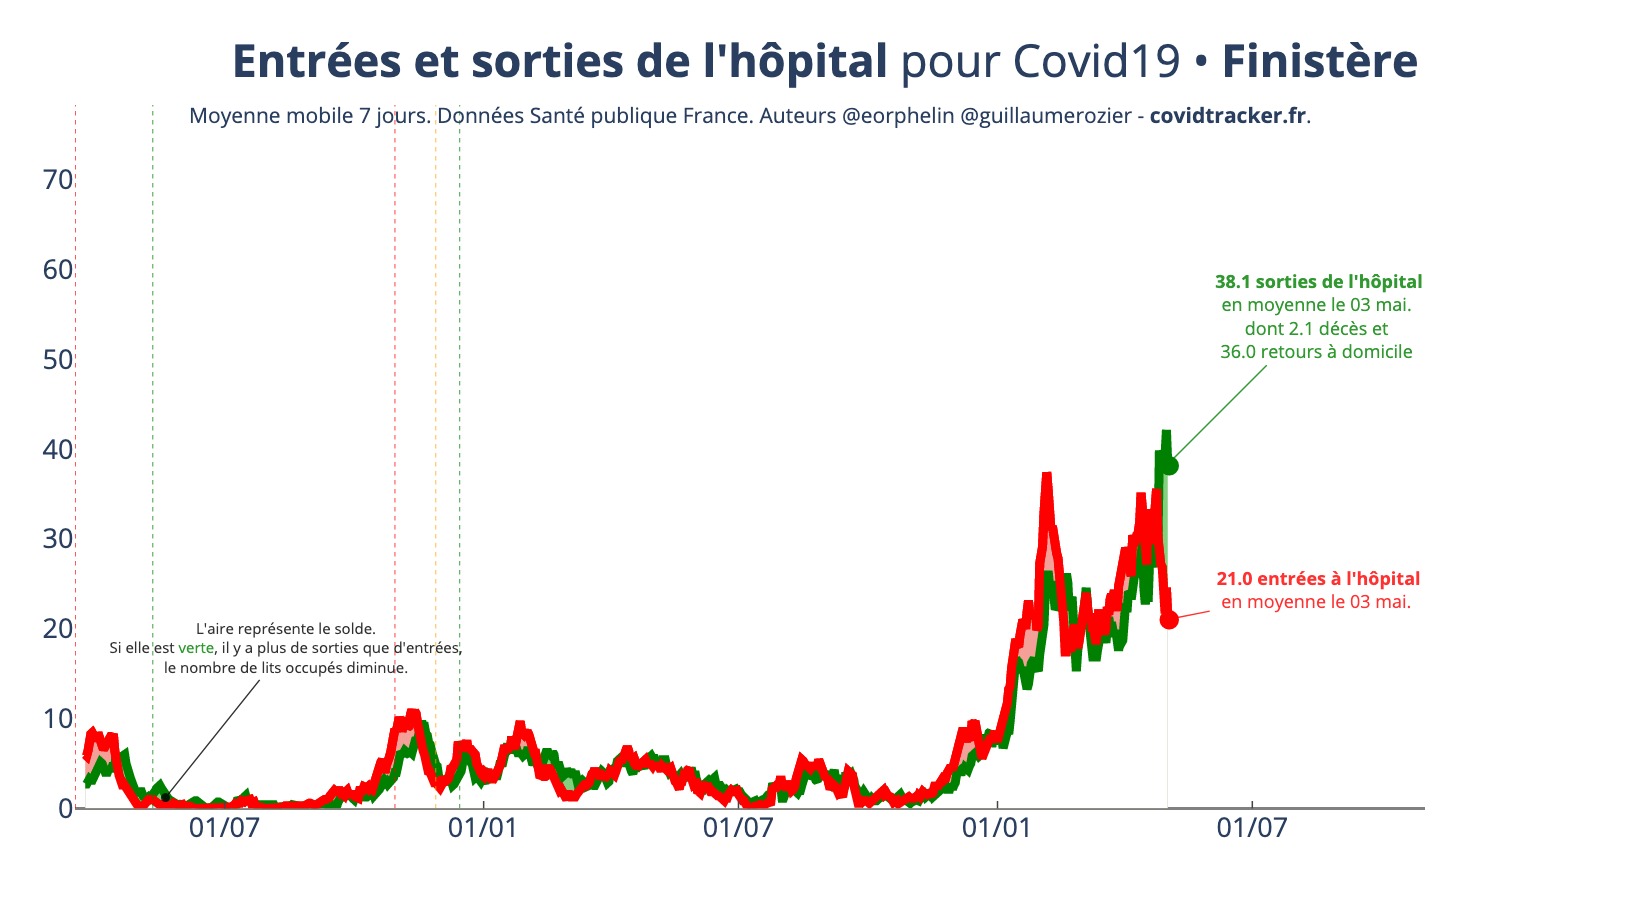 Entrées et sorties de l'hôpital pour Covid19 • Finistère
Moyenne mobile 7 jours. Données Santé publique France. Auteurs @eorphelin @guillaumerozier - covidtracker.fr.
70
60
50
40
30
20
10
0
38.1 sorties de l'hôpital
en moyenne le 03 mai.
dont 2.1 décès et
36.0 retours à domicile
21.0 entrées à l'hôpital
en moyenne le 03 mai.
L'aire représente le solde.
Si elle est verte, il y a plus de sorties que d'entrées,
le nombre de lits occupés diminue.
01/07
01/01
01/07
01/01
01/07